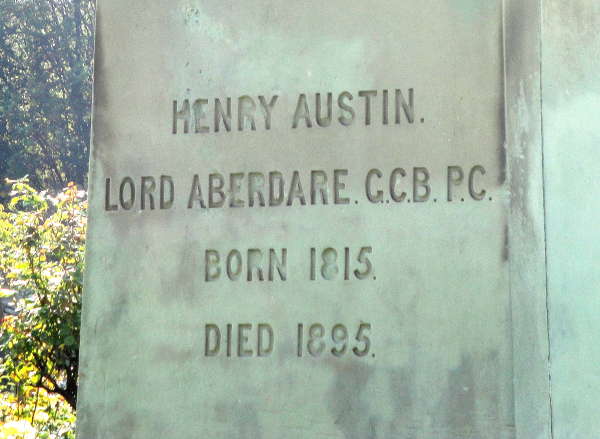 HENRY AUSTIN.
LORD ABERDARE. G.C.B. P.C.
BORN 1815.
DIED 1895.